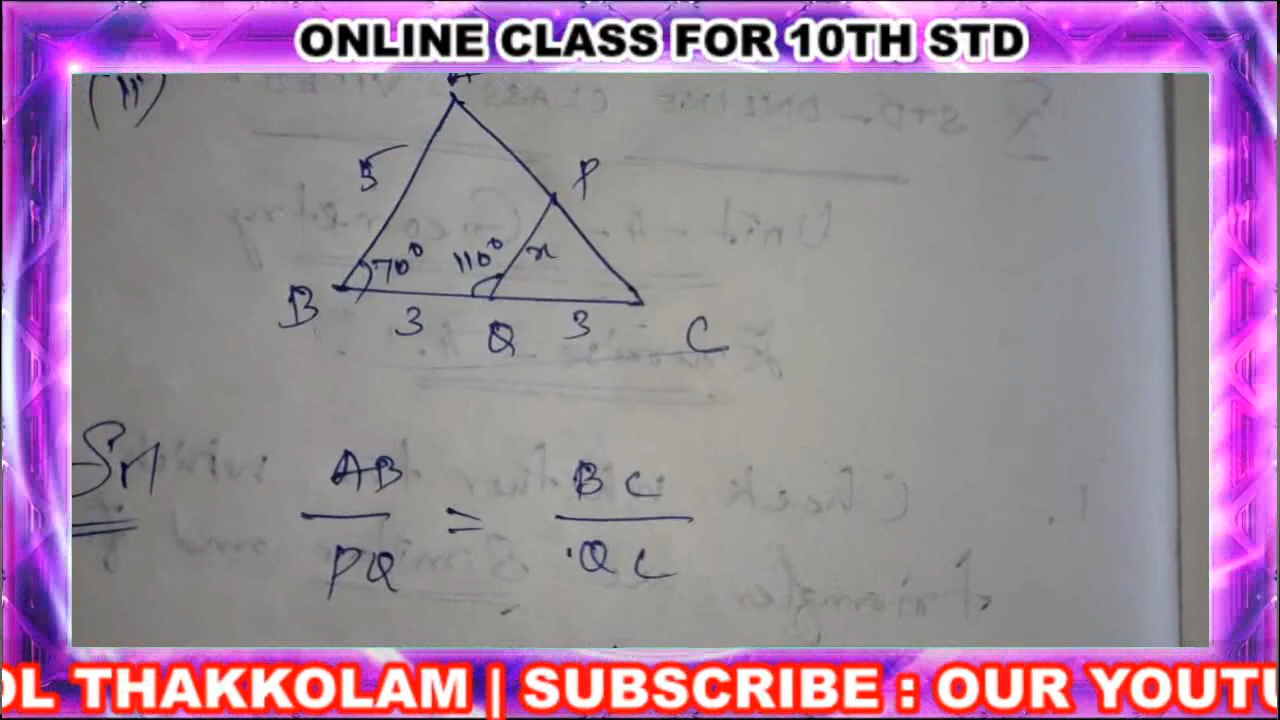 ONLINE CLASS FOR 10TH STD
(ii)
A
5
P
70°
110°
x
B
3
Q
3
C
Sol
AB
BC
=
PQ
QC
OL THAKKOLAM | SUBSCRIBE : OUR YOUTU